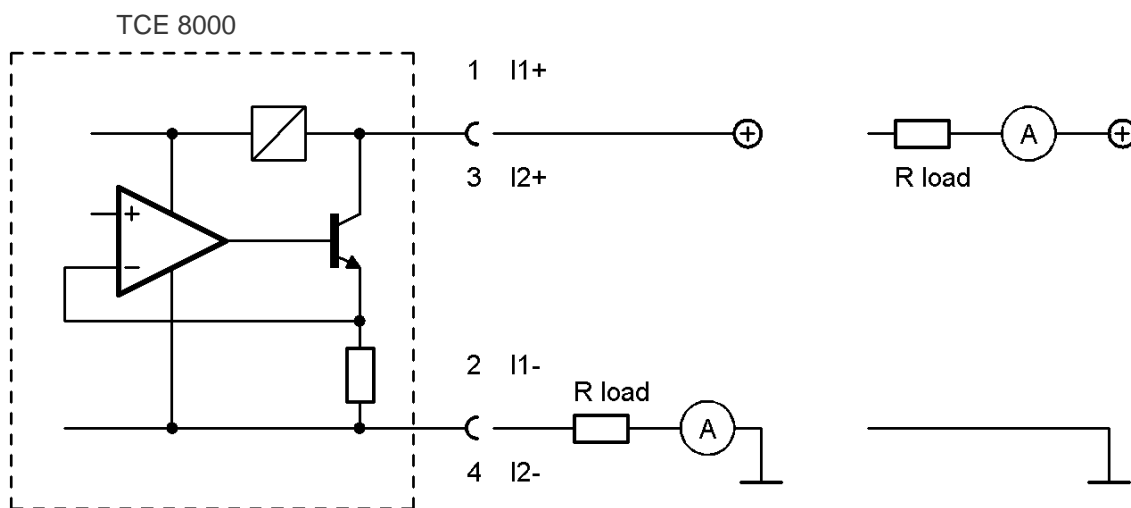 TCE 8000
1 I1+
3 I2+
+
-
A
R load
2 I1-
R load
A
4 I2-